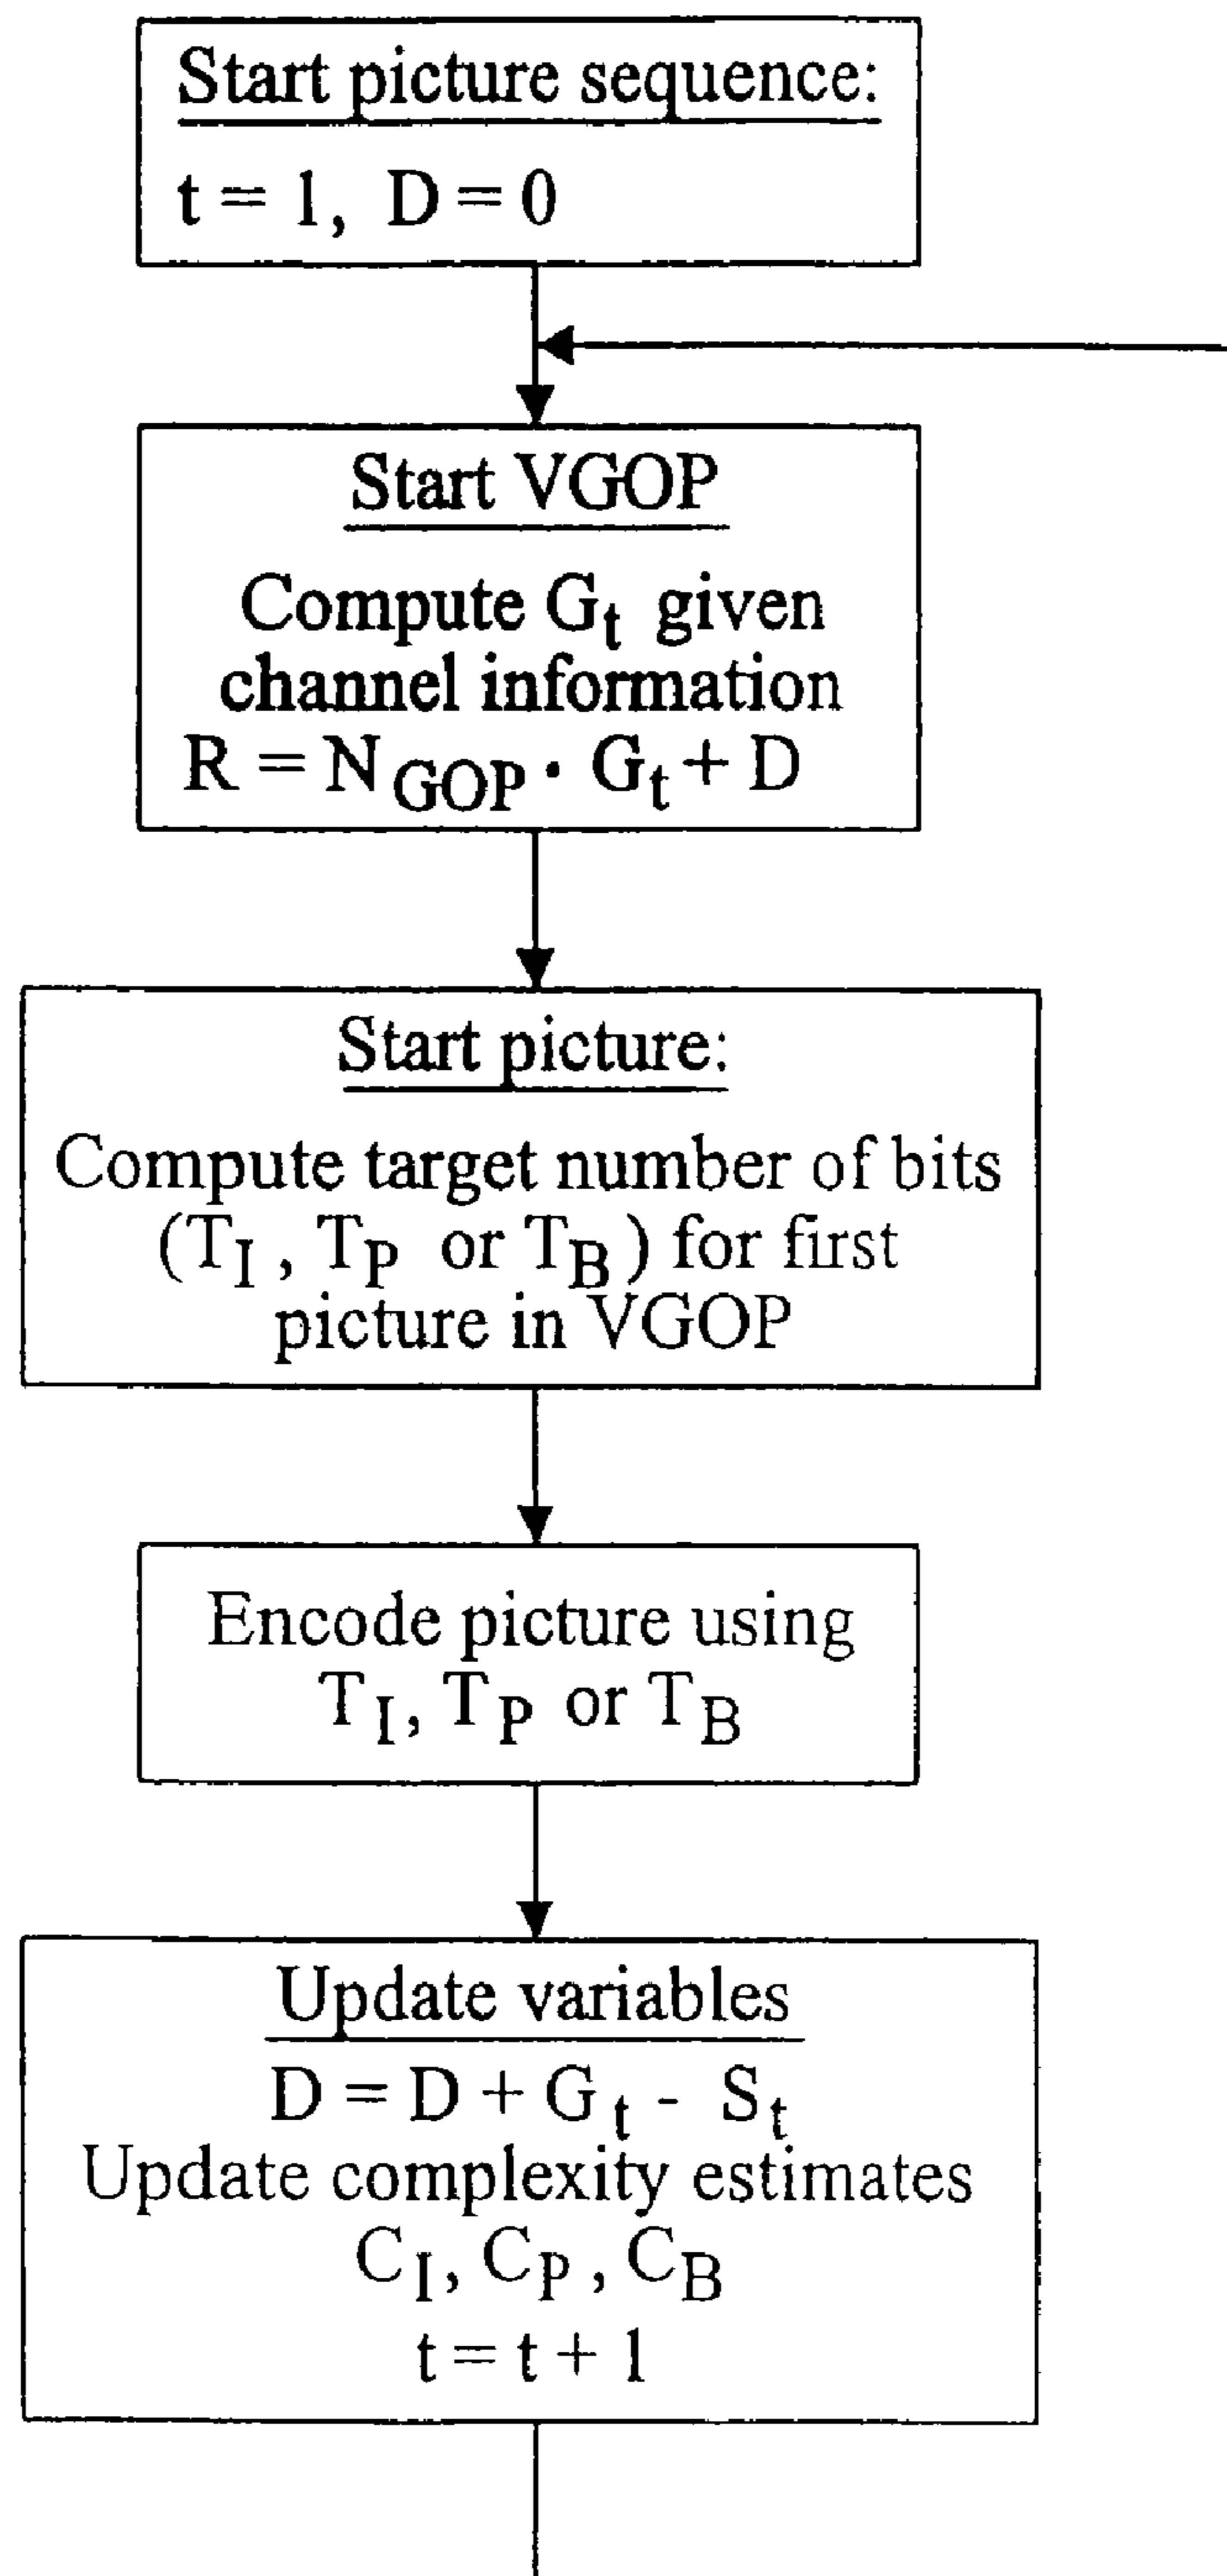 Start picture sequence:
t = 1, D = 0
Start VGOP
Compute G_t given
channel information
R = N_GOP · G_t + D
Start picture:
Compute target number of bits
(T_I , T_P or T_B) for first
picture in VGOP
Encode picture using
T_I, T_P or T_B
Update variables
D = D + G_t - S_t
Update complexity estimates
C_I, C_P, C_B
t = t + 1